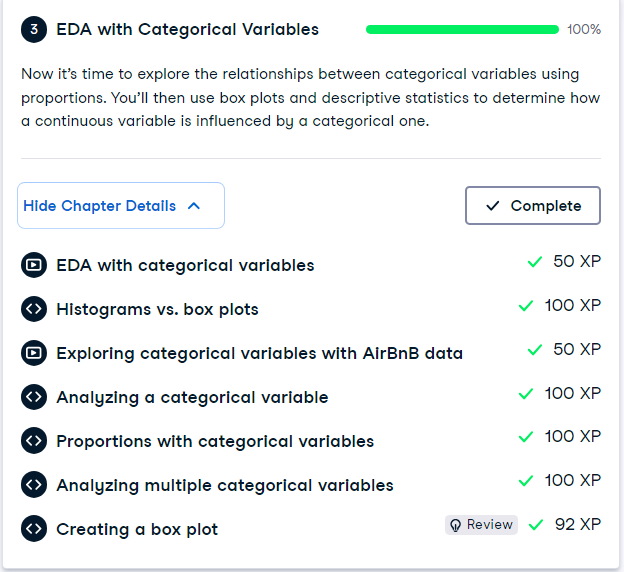 3 EDA with Categorical Variables 100%
Now it's time to explore the relationships between categorical variables using
proportions. You'll then use box plots and descriptive statistics to determine how
a continuous variable is influenced by a categorical one.
Hide Chapter Details Complete
EDA with categorical variables 50 XP
Histograms vs. box plots 100 XP
Exploring categorical variables with AirBnB data 50 XP
Analyzing a categorical variable 100 XP
Proportions with categorical variables 100 XP
Analyzing multiple categorical variables 100 XP
Creating a box plot Review 92 XP